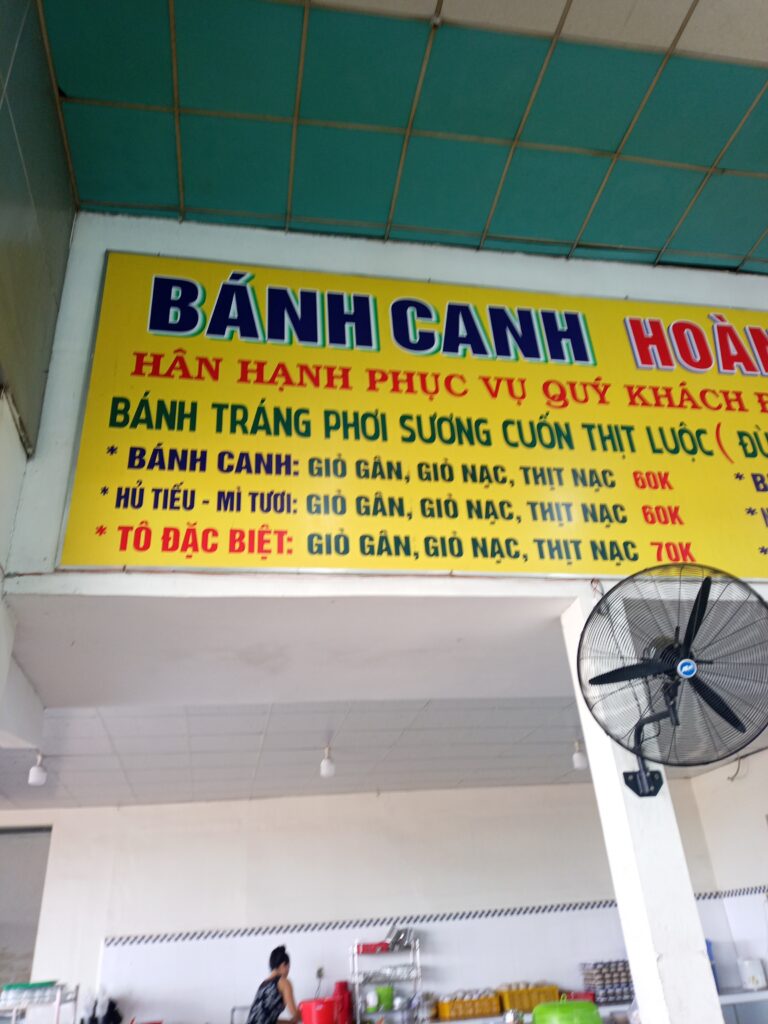 BÁNH CANH HOÀN
HÂN HẠNH PHỤC VỤ QUÝ KHÁCH
BÁNH TRÁNG PHƠI SƯƠNG CUỐN THỊT LUỘC (
* BÁNH CANH: GIÒ GÂN, GIÒ NẠC, THỊT NẠC 60K
* HỦ TIẾU - MÌ TƯƠI: GIÒ GÂN, GIÒ NẠC, THỊT NẠC 60K
* TÔ ĐẶC BIỆT: GIÒ GÂN, GIÒ NẠC, THỊT NẠC 70K